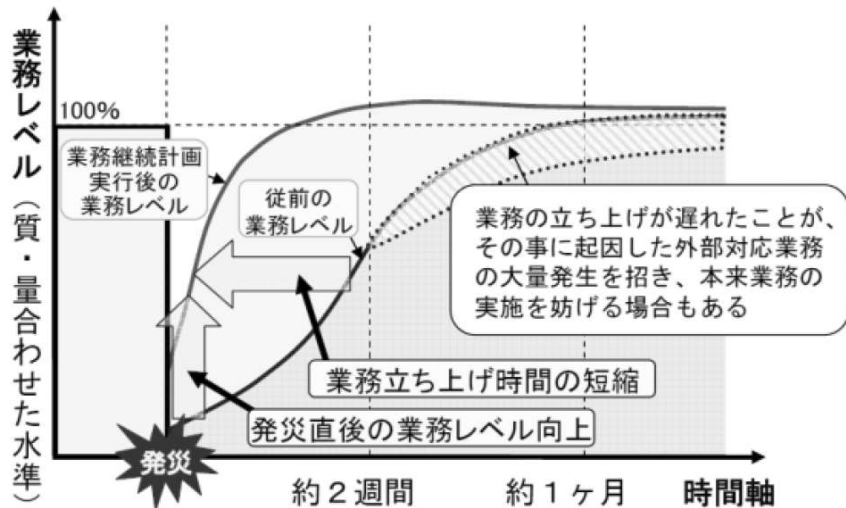 業務レベル（質・量合わせた水準）
100%
業務継続計画
実行後の
業務レベル
従前の
業務レベル
業務の立ち上げが遅れたことが、
その事に起因した外部対応業務
の大量発生を招き、本来業務の
実施を妨げる場合もある
業務立ち上げ時間の短縮
発災直後の業務レベル向上
発災
約２週間
約１ヶ月
時間軸